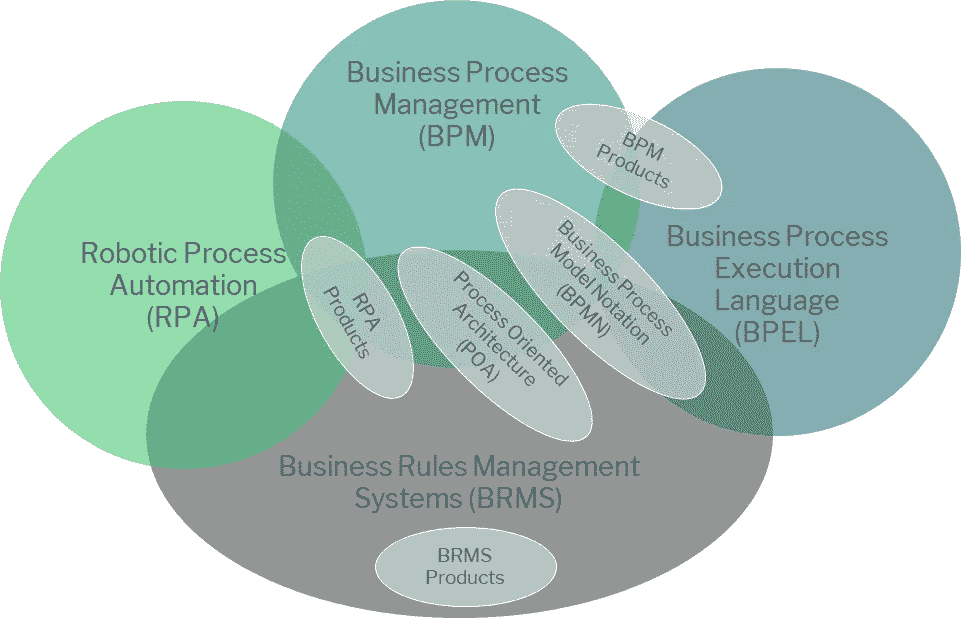 Business Process
Management
(BPM)
BPM
Products
Robotic Process
Automation
(RPA)
Business Process
Execution
Language
(BPEL)
RPA
Products
Process Oriented
Architecture
(POA)
Business Process
Model Notation
(BPMN)
Business Rules Management
Systems (BRMS)
BRMS
Products